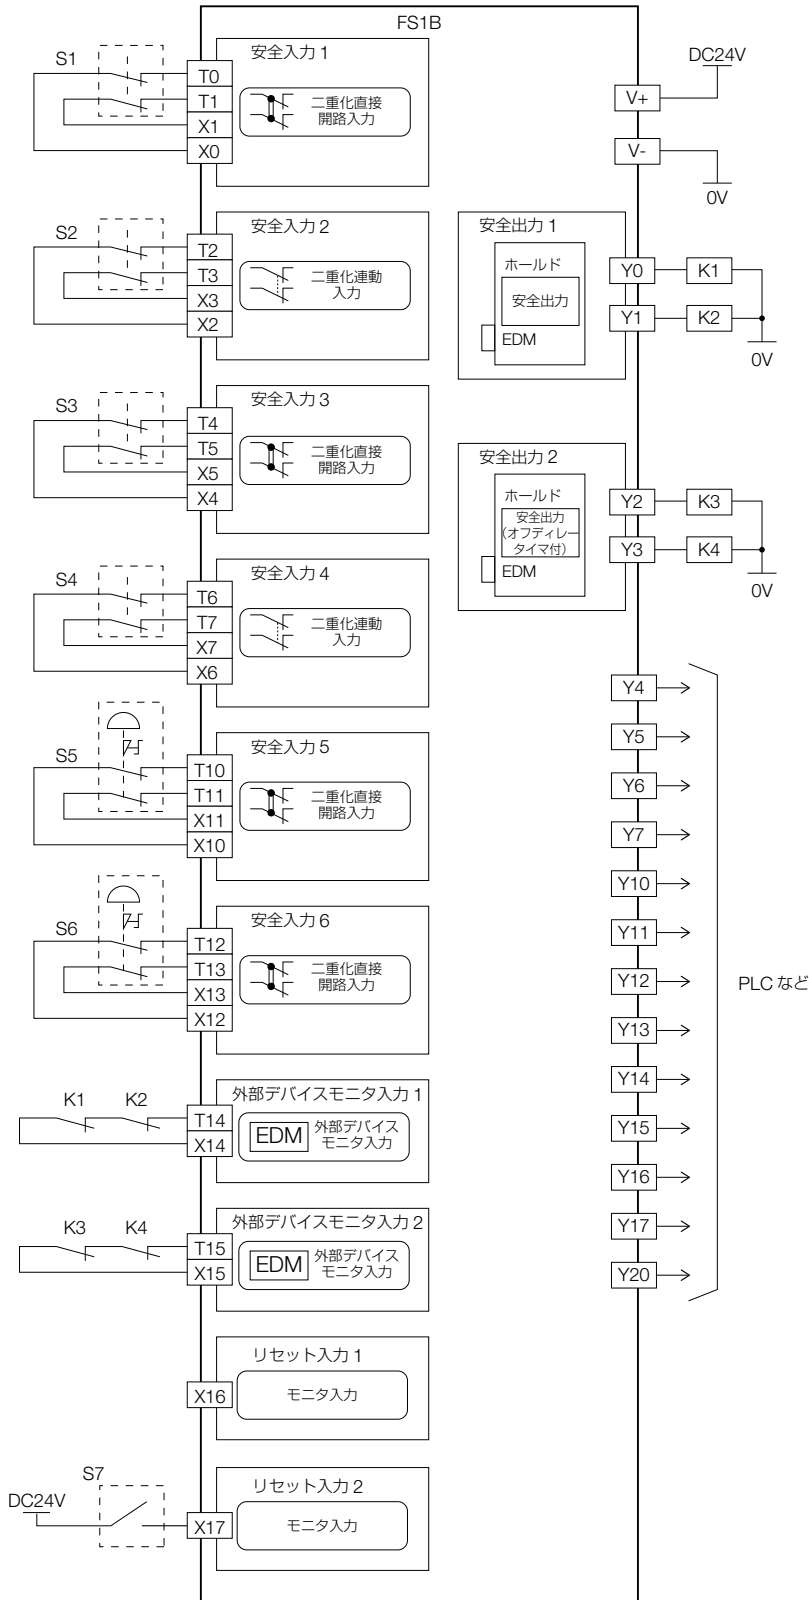 FS1B
S1
T0
T1
X1
X0
安全入力 1
二重化直接
開路入力
S2
T2
T3
X3
X2
安全入力 2
二重化連動
入力
S3
T4
T5
X5
X4
安全入力 3
二重化直接
開路入力
S4
T6
T7
X7
X6
安全入力 4
二重化連動
入力
S5
T10
T11
X11
X10
安全入力 5
二重化直接
開路入力
S6
T12
T13
X13
X12
安全入力 6
二重化直接
開路入力
K1 K2
T14
X14
外部デバイスモニタ入力 1
EDM
外部デバイス
モニタ入力
K3 K4
T15
X15
外部デバイスモニタ入力 2
EDM
外部デバイス
モニタ入力
X16
リセット入力 1
モニタ入力
DC24V
S7
X17
リセット入力 2
モニタ入力
DC24V
V+
V-
0V
安全出力 1
ホールド
安全出力
EDM
Y0
K1
Y1
K2
0V
安全出力 2
ホールド
安全出力
(オフディレー
タイマ付)
EDM
Y2
K3
Y3
K4
0V
Y4
Y5
Y6
Y7
Y10
Y11
Y12
Y13
Y14
Y15
Y16
Y17
Y20
PLC など